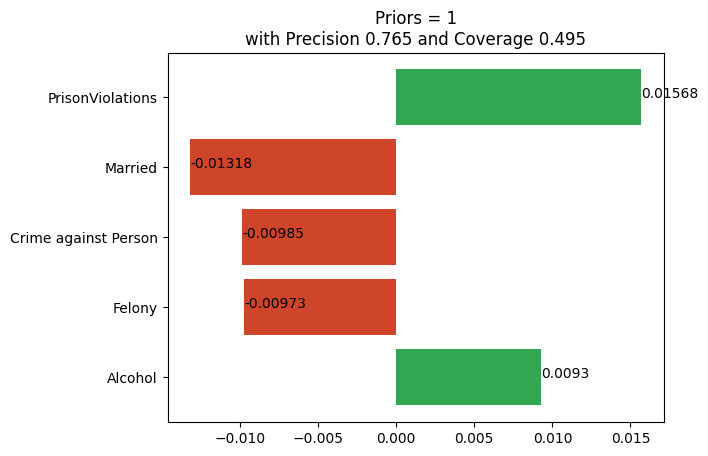 Priors = 1
with Precision 0.765 and Coverage 0.495
PrisonViolations
0.01568
Married
-0.01318
Crime against Person
-0.00985
Felony
-0.00973
Alcohol
0.0093
−0.010
−0.005
0.000
0.005
0.010
0.015